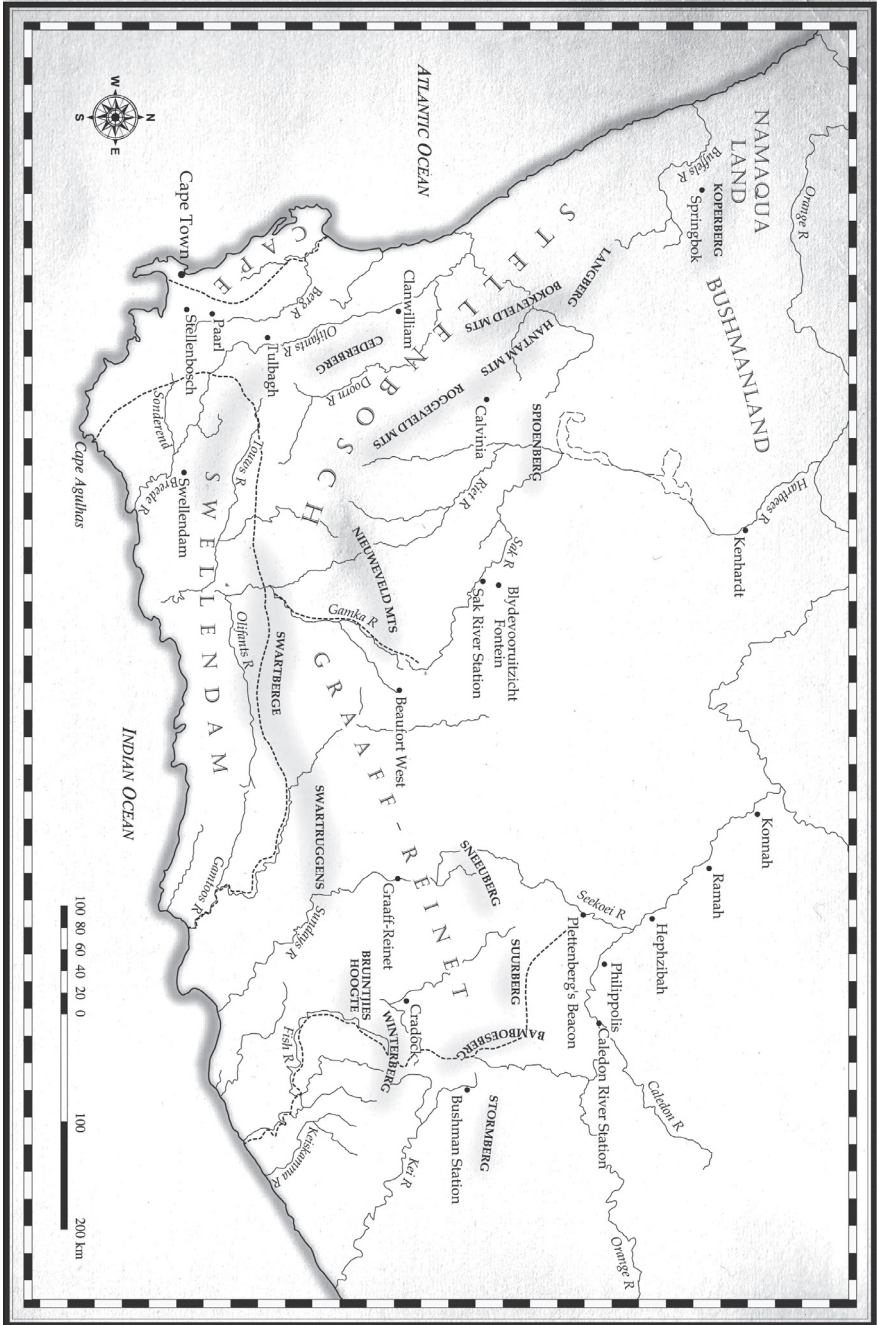 NAMAQUA
LAND
Orange R
Buffels R
KOPERBERG
Springbok
BUSHMANLAND
ATLANTIC OCEAN
N
W
E
S
STELLENBOSCH
LANGBERG
BOKKEVELD MTS
HANTAM MTS
SPIOENBERG
Hartbees R
Kenhardt
CAPE
Cape Town
Clanwilliam
Berg R
Olifants R
CEDERBERG
Doorn R
ROGGEVELD MTS
Calvinia
Stellenbosch
Paarl
Tulbagh
Sonderend
Touws R
Riet R
Sak R
Blydevooruitzicht
Fontein
Sak River Station
Cape Agulhas
Breede R
Swellendam
SWELLENDAM
NIEUWEVELD MTS
Gamka R
Olifants R
SWARTBERGE
GRAAFF-REINET
Beaufort West
INDIAN OCEAN
SWARTRUGGENS
SNEEUBERG
Konnah
Ramah
Hephzibah
Seekoei R
Plettenberg's Beacon
Philippolis
Caledon River Station
Caledon R
Gamtoos R
Graaff-Reinet
Sundays R
SUURBERG
BRUINTJIES
HOOGTE
Cradock
WINTERBERG
BAMBOESBERG
STORMBERG
Bushman Station
Fish R
Keiskamma R
Kei R
Orange R
100 80 60 40 20 0 100 200 km